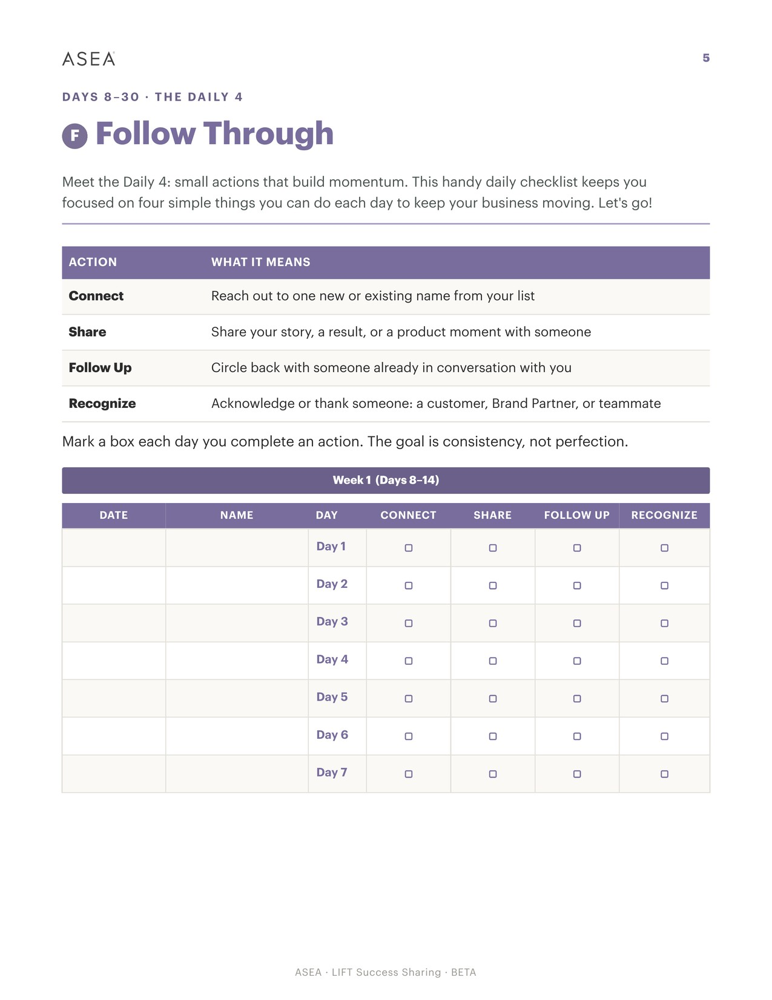 ASEA
5
DAYS 8–30 · THE DAILY 4
F Follow Through
Meet the Daily 4: small actions that build momentum. This handy daily checklist keeps you
focused on four simple things you can do each day to keep your business moving. Let's go!
ACTION WHAT IT MEANS
Connect Reach out to one new or existing name from your list
Share Share your story, a result, or a product moment with someone
Follow Up Circle back with someone already in conversation with you
Recognize Acknowledge or thank someone: a customer, Brand Partner, or teammate
Mark a box each day you complete an action. The goal is consistency, not perfection.
Week 1 (Days 8–14)
DATE NAME DAY CONNECT SHARE FOLLOW UP RECOGNIZE
Day 1
Day 2
Day 3
Day 4
Day 5
Day 6
Day 7
ASEA · LIFT Success Sharing · BETA